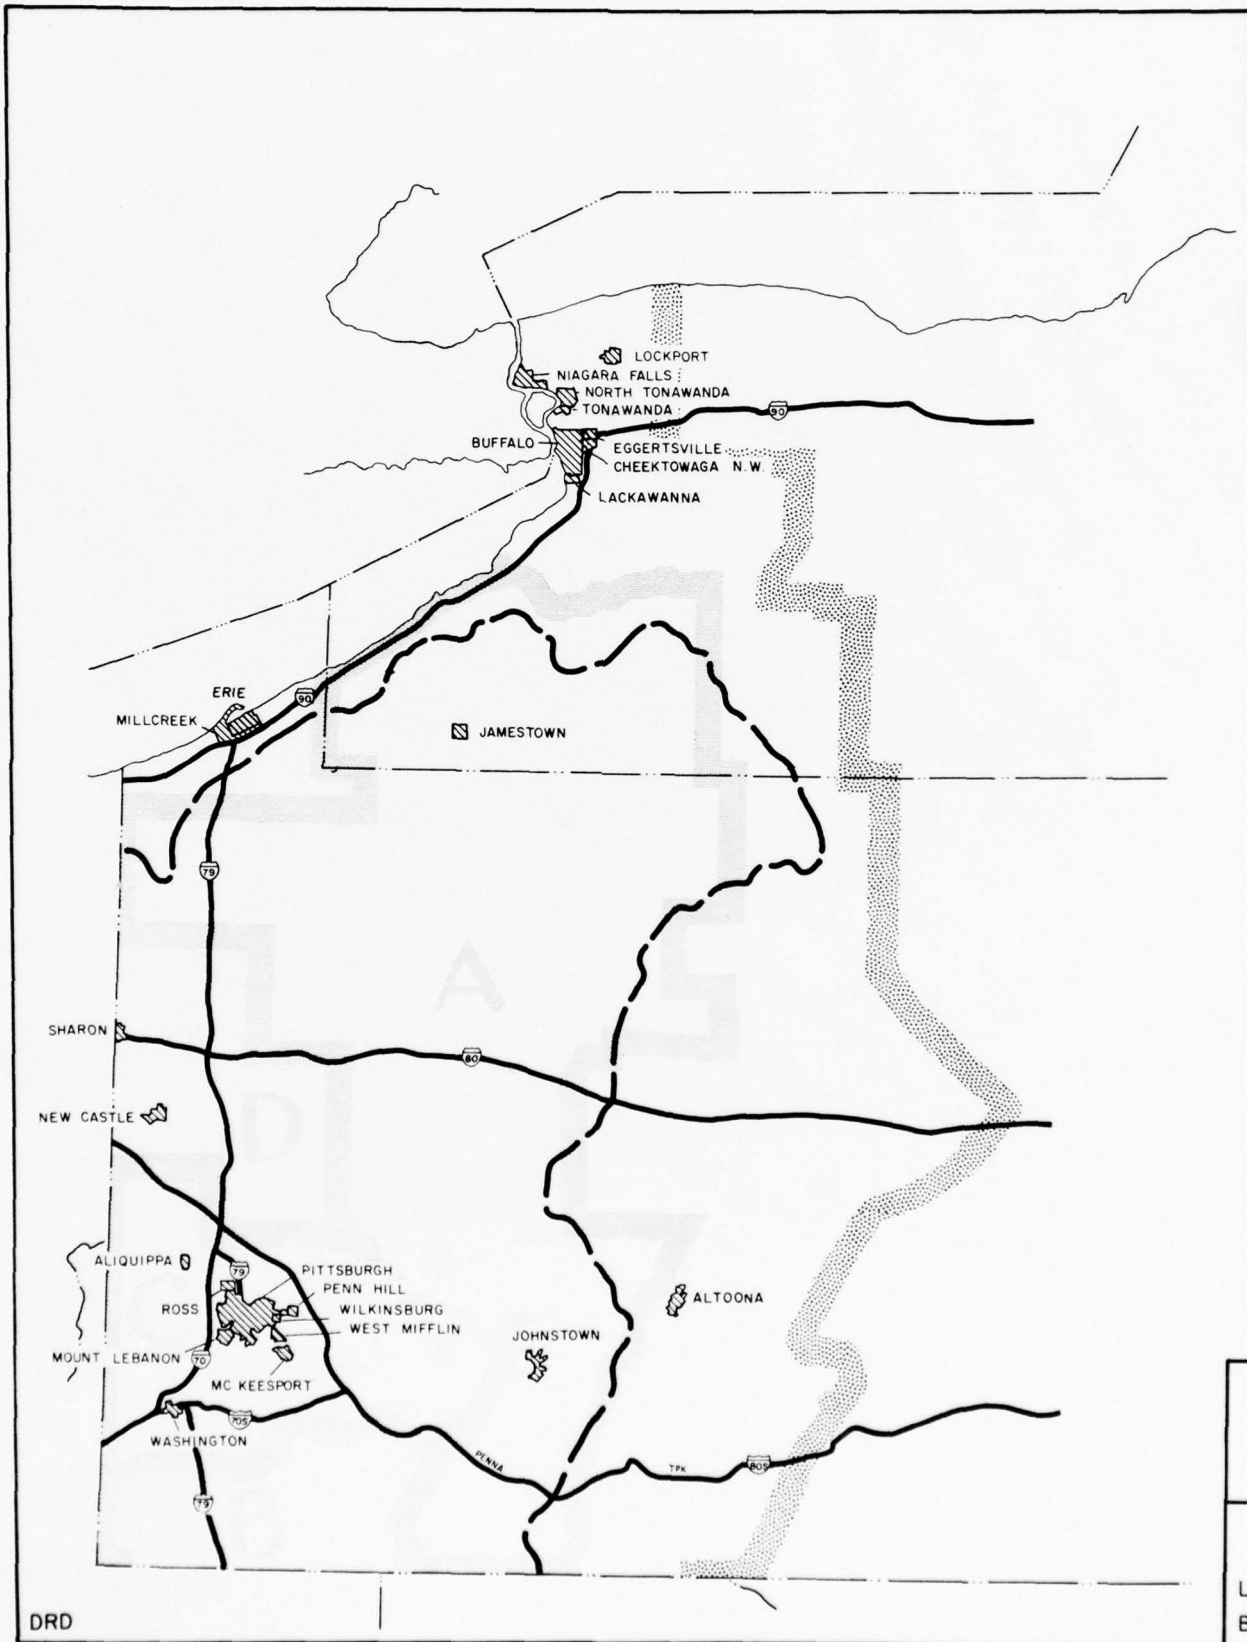 LOCKPORT
NIAGARA FALLS
NORTH TONAWANDA
TONAWANDA
90
BUFFALO
EGGERTSVILLE
CHEEKTOWAGA N.W.
LACKAWANNA
ERIE
90
MILLCREEK
JAMESTOWN
79
A
SHARON
80
NEW CASTLE
ALIQUIPPA
79
PITTSBURGH
PENN HILL
ROSS
WILKINSBURG
WEST MIFFLIN
ALTOONA
JOHNSTOWN
MOUNT LEBANON
70
MC KEESPORT
70S
WASHINGTON
PENNA
TPK
80S
79
DRD
L
B